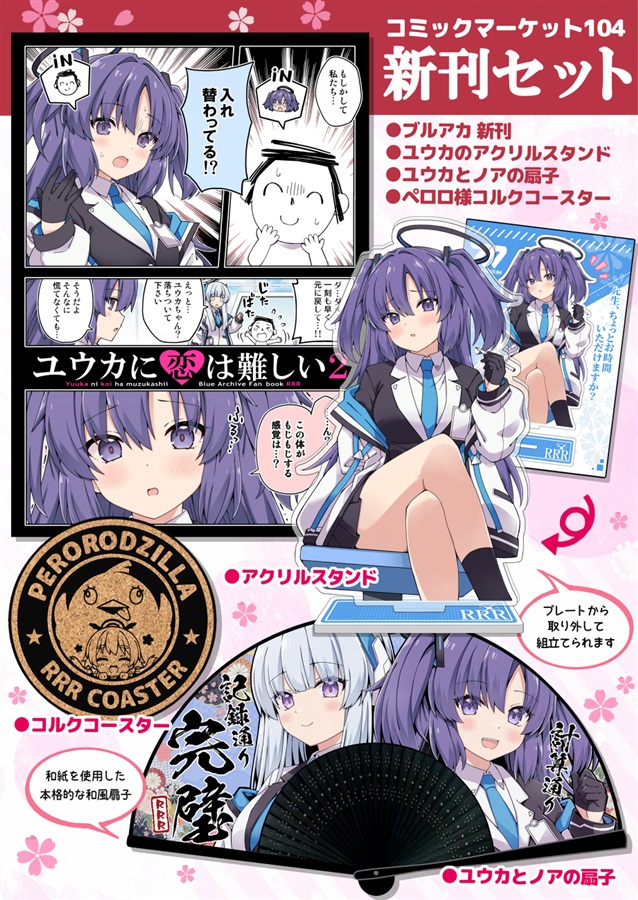 コミックマーケット104
新刊セット
●ブルアカ 新刊
●ユウカのアクリルスタンド
●ユウカとノアの扇子
●ペロロ様コルクコースター
もしかして
私たち…
iN
iN
入れ
替わってる!?
ダ…ダメ
一刻も早く
元に戻して…!!
じた
ばた
えっと…
ユウカちゃん?
落ちついて
下さい
そうだよ
そんなに
慌てなくても…
ユウカに恋は難しい2
Yuuka ni koi ha muzukashii
Blue Archive Fan book RRR
…ん?
この体が
もじもじする
感覚は…?
先生、ちょっとお時間
いただけますか?
RRR
RRR
●アクリルスタンド
プレートから
取り外して
組立てられます
PERORODZILLA
RRR COASTER
●コルクコースター
和紙を使用した
本格的な和風扇子
記録通り
完璧
RRR
計算通り
●ユウカとノアの扇子